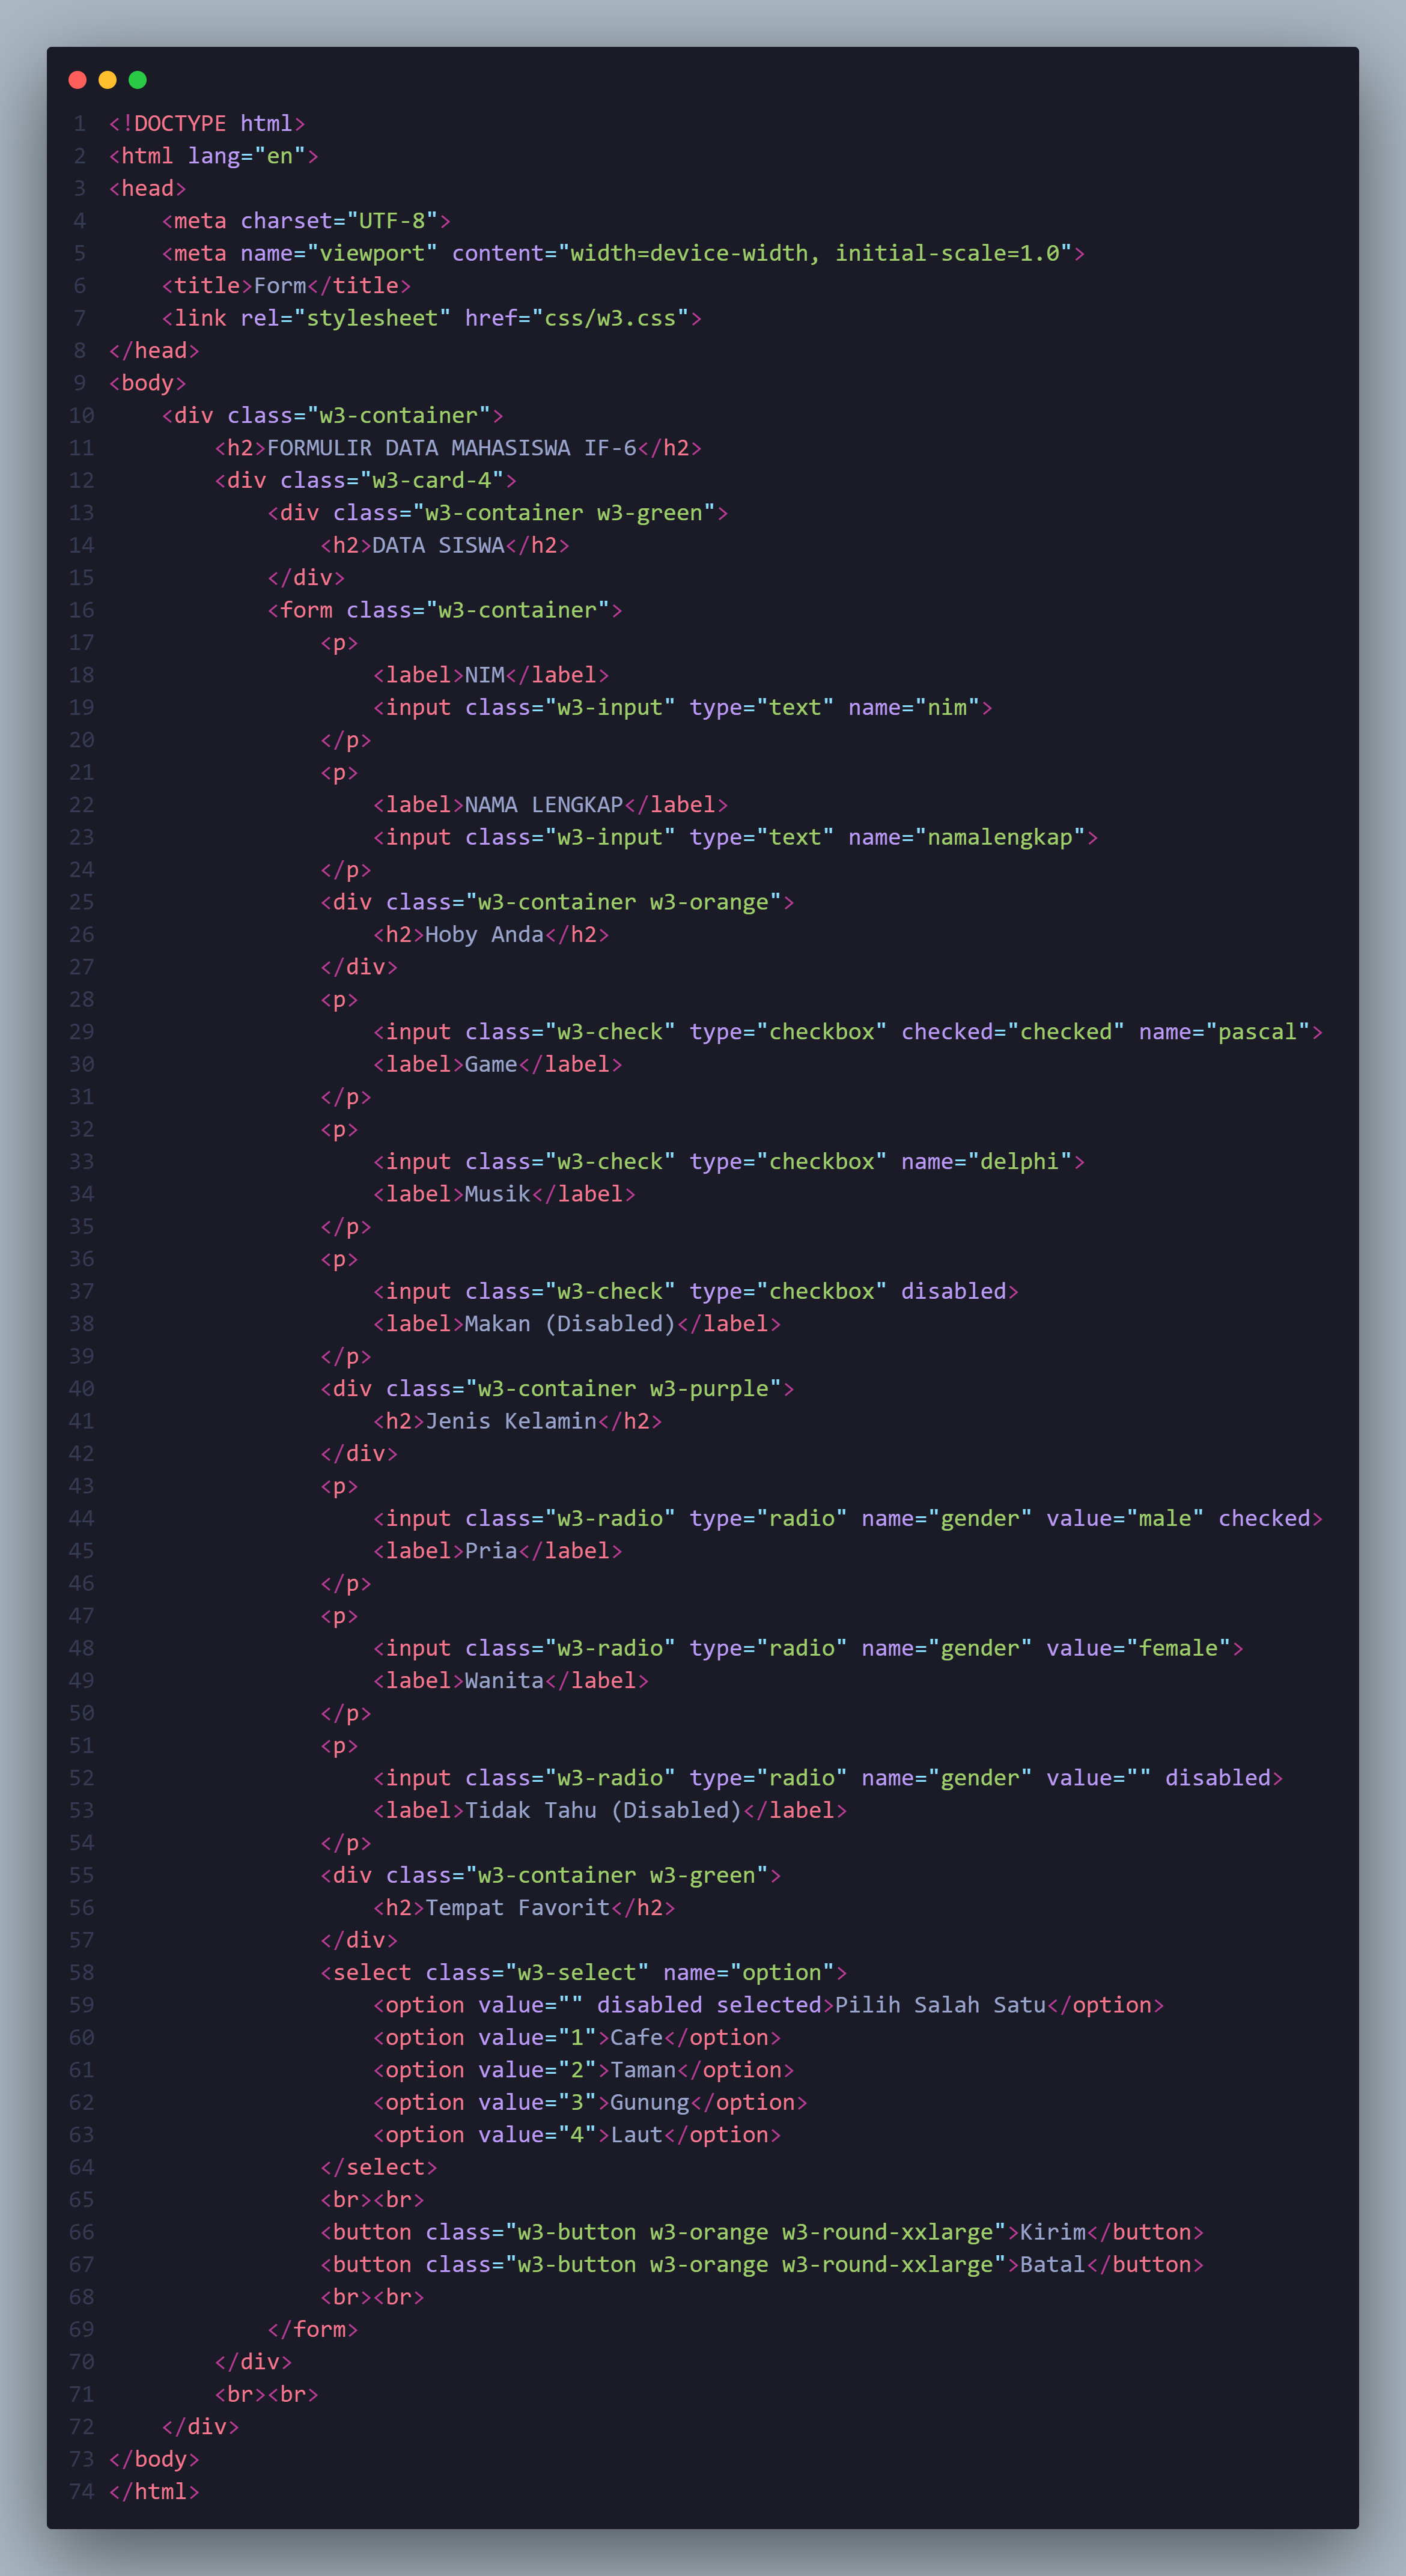 1 <!DOCTYPE html>
2 <html lang="en">
3 <head>
4     <meta charset="UTF-8">
5     <meta name="viewport" content="width=device-width, initial-scale=1.0">
6     <title>Form</title>
7     <link rel="stylesheet" href="css/w3.css">
8 </head>
9 <body>
10     <div class="w3-container">
11         <h2>FORMULIR DATA MAHASISWA IF-6</h2>
12         <div class="w3-card-4">
13             <div class="w3-container w3-green">
14                 <h2>DATA SISWA</h2>
15             </div>
16             <form class="w3-container">
17                 <p>
18                     <label>NIM</label>
19                     <input class="w3-input" type="text" name="nim">
20                 </p>
21                 <p>
22                     <label>NAMA LENGKAP</label>
23                     <input class="w3-input" type="text" name="namalengkap">
24                 </p>
25                 <div class="w3-container w3-orange">
26                     <h2>Hoby Anda</h2>
27                 </div>
28                 <p>
29                     <input class="w3-check" type="checkbox" checked="checked" name="pascal">
30                     <label>Game</label>
31                 </p>
32                 <p>
33                     <input class="w3-check" type="checkbox" name="delphi">
34                     <label>Musik</label>
35                 </p>
36                 <p>
37                     <input class="w3-check" type="checkbox" disabled>
38                     <label>Makan (Disabled)</label>
39                 </p>
40                 <div class="w3-container w3-purple">
41                     <h2>Jenis Kelamin</h2>
42                 </div>
43                 <p>
44                     <input class="w3-radio" type="radio" name="gender" value="male" checked>
45                     <label>Pria</label>
46                 </p>
47                 <p>
48                     <input class="w3-radio" type="radio" name="gender" value="female">
49                     <label>Wanita</label>
50                 </p>
51                 <p>
52                     <input class="w3-radio" type="radio" name="gender" value="" disabled>
53                     <label>Tidak Tahu (Disabled)</label>
54                 </p>
55                 <div class="w3-container w3-green">
56                     <h2>Tempat Favorit</h2>
57                 </div>
58                 <select class="w3-select" name="option">
59                     <option value="" disabled selected>Pilih Salah Satu</option>
60                     <option value="1">Cafe</option>
61                     <option value="2">Taman</option>
62                     <option value="3">Gunung</option>
63                     <option value="4">Laut</option>
64                 </select>
65                 <br><br>
66                 <button class="w3-button w3-orange w3-round-xxlarge">Kirim</button>
67                 <button class="w3-button w3-orange w3-round-xxlarge">Batal</button>
68                 <br><br>
69             </form>
70         </div>
71         <br><br>
72     </div>
73 </body>
74 </html>